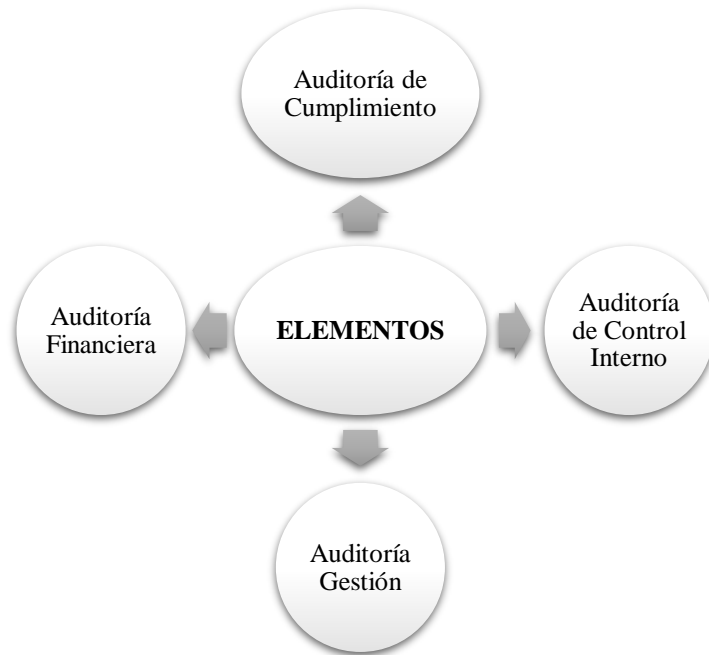 Auditoría de
Cumplimiento
Auditoría
Financiera
ELEMENTOS
Auditoría
de Control
Interno
Auditoría
Gestión